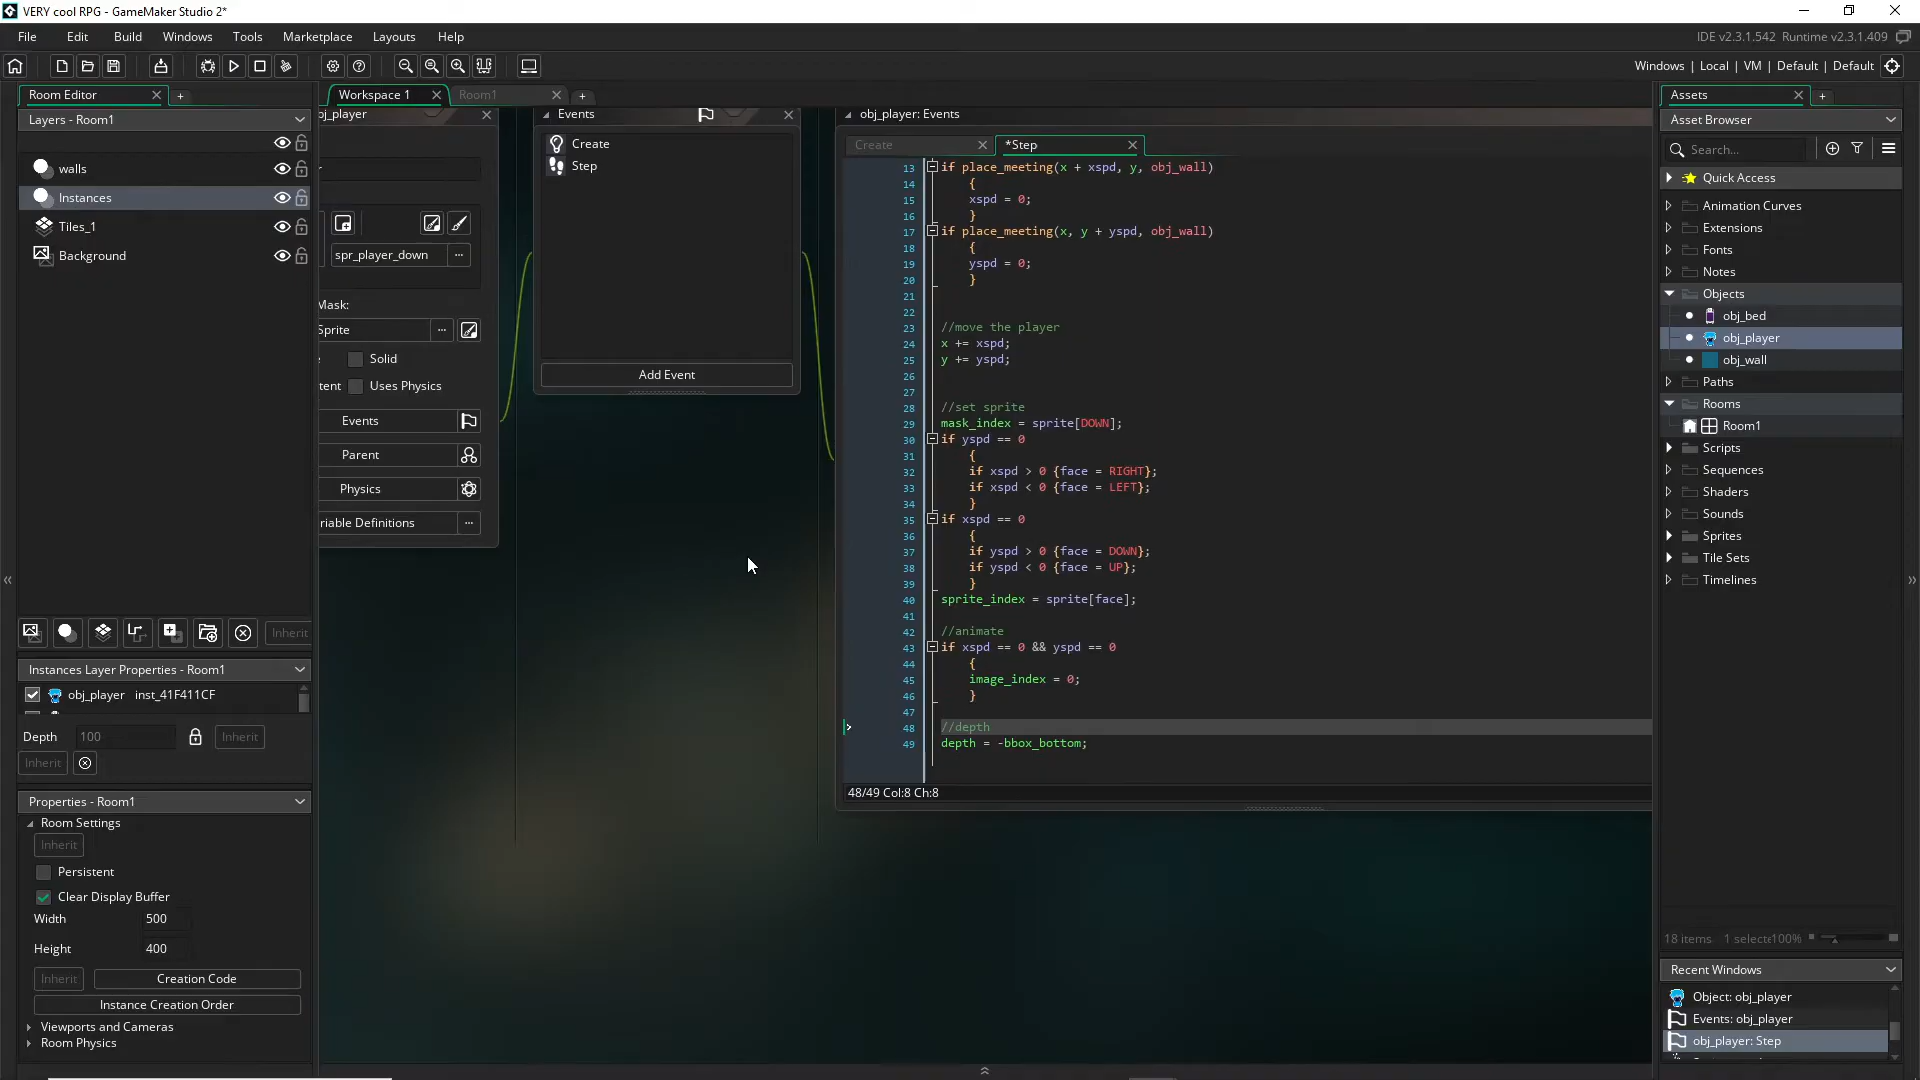 VERY cool RPG - GameMaker Studio 2*
File Edit Build Windows Tools Marketplace Layouts Help
IDE v2.3.1.542 Runtime v2.3.1.409
Windows | Local | VM | Default | Default
Room Editor
Layers - Room1
walls
Instances
Tiles_1
Background
Inherit
Instances Layer Properties - Room1
obj_player inst_41F411CF
Depth 100 Inherit
Inherit
Properties - Room1
Room Settings
Inherit
Persistent
Clear Display Buffer
Width 500
Height 400
Inherit Creation Code
Instance Creation Order
Viewports and Cameras
Room Physics
Workspace 1 Room1
bj_player
r
spr_player_down ...
Mask:
Sprite ...
Solid
tent Uses Physics
Events
Parent
Physics
riable Definitions ...
Events
Create
Step
Add Event
obj_player: Events
Create *Step
13 if place_meeting(x + xspd, y, obj_wall)
14 {
15 xspd = 0;
16 }
17 if place_meeting(x, y + yspd, obj_wall)
18 {
19 yspd = 0;
20 }
21
22
23 //move the player
24 x += xspd;
25 y += yspd;
26
27
28 //set sprite
29 mask_index = sprite[DOWN];
30 if yspd == 0
31 {
32 if xspd > 0 {face = RIGHT};
33 if xspd < 0 {face = LEFT};
34 }
35 if xspd == 0
36 {
37 if yspd > 0 {face = DOWN};
38 if yspd < 0 {face = UP};
39 }
40 sprite_index = sprite[face];
41
42 //animate
43 if xspd == 0 && yspd == 0
44 {
45 image_index = 0;
46 }
47
48 //depth
49 depth = -bbox_bottom;
48/49 Col:8 Ch:8
Assets
Asset Browser
Search...
Quick Access
Animation Curves
Extensions
Fonts
Notes
Objects
obj_bed
obj_player
obj_wall
Paths
Rooms
Room1
Scripts
Sequences
Shaders
Sounds
Sprites
Tile Sets
Timelines
18 items 1 selecte 100%
Recent Windows
Object: obj_player
Events: obj_player
obj_player: Step